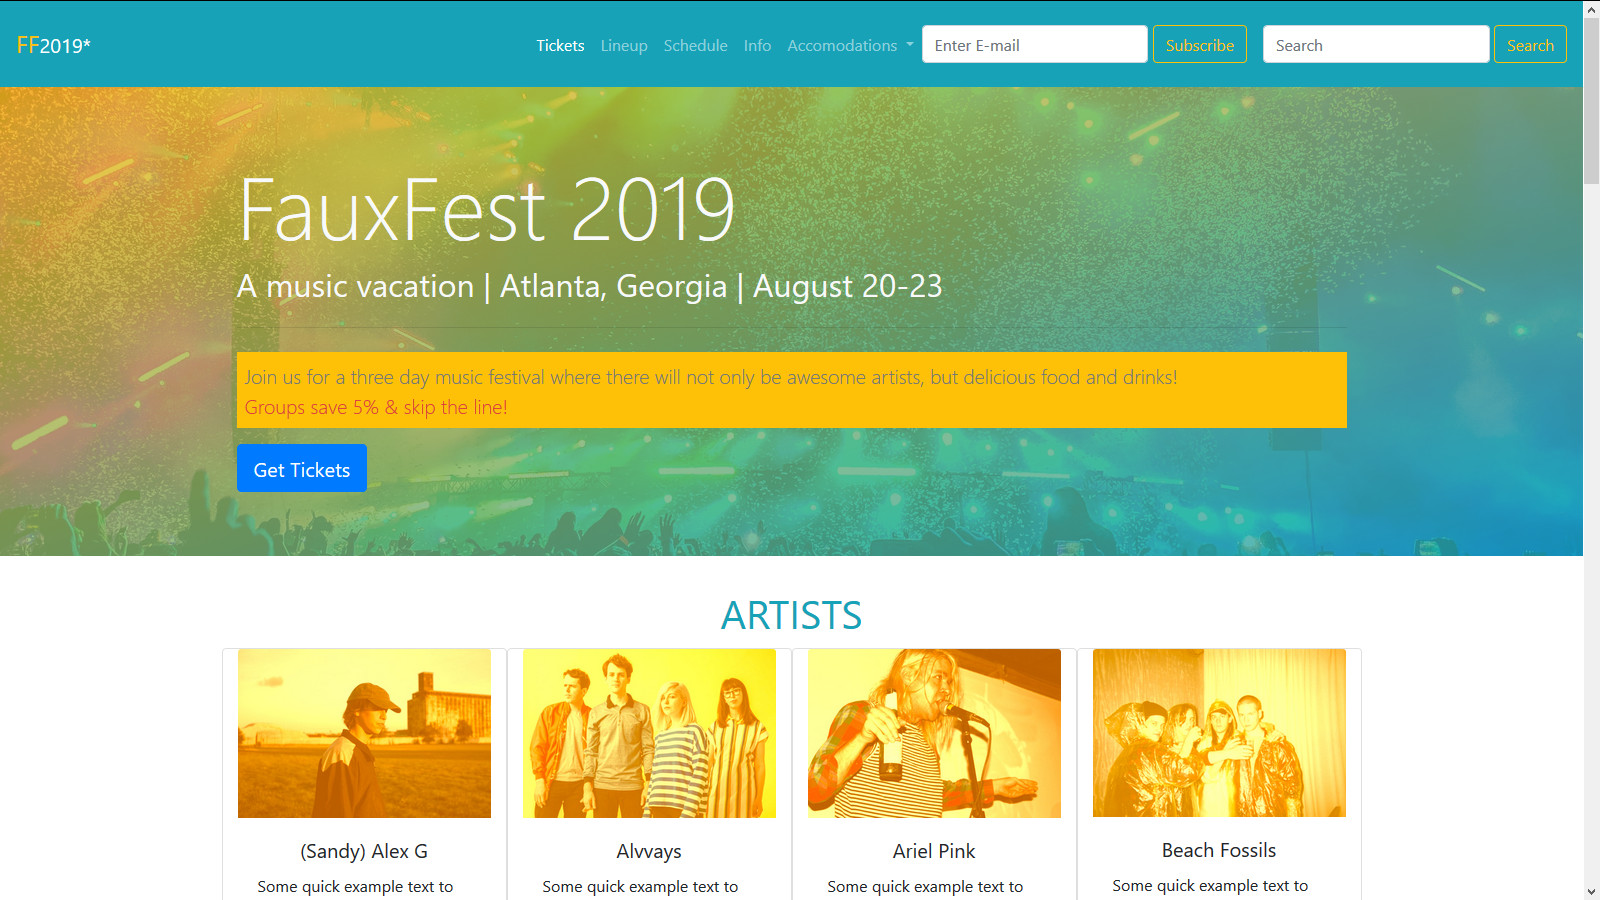 FF2019*
Tickets Lineup Schedule Info Accomodations Enter E-mail Subscribe Search Search
FauxFest 2019
A music vacation | Atlanta, Georgia | August 20-23
Join us for a three day music festival where there will not only be awesome artists, but delicious food and drinks!
Groups save 5% & skip the line!
Get Tickets
ARTISTS
(Sandy) Alex G
Some quick example text to
Alvvays
Some quick example text to
Ariel Pink
Some quick example text to
Beach Fossils
Some quick example text to